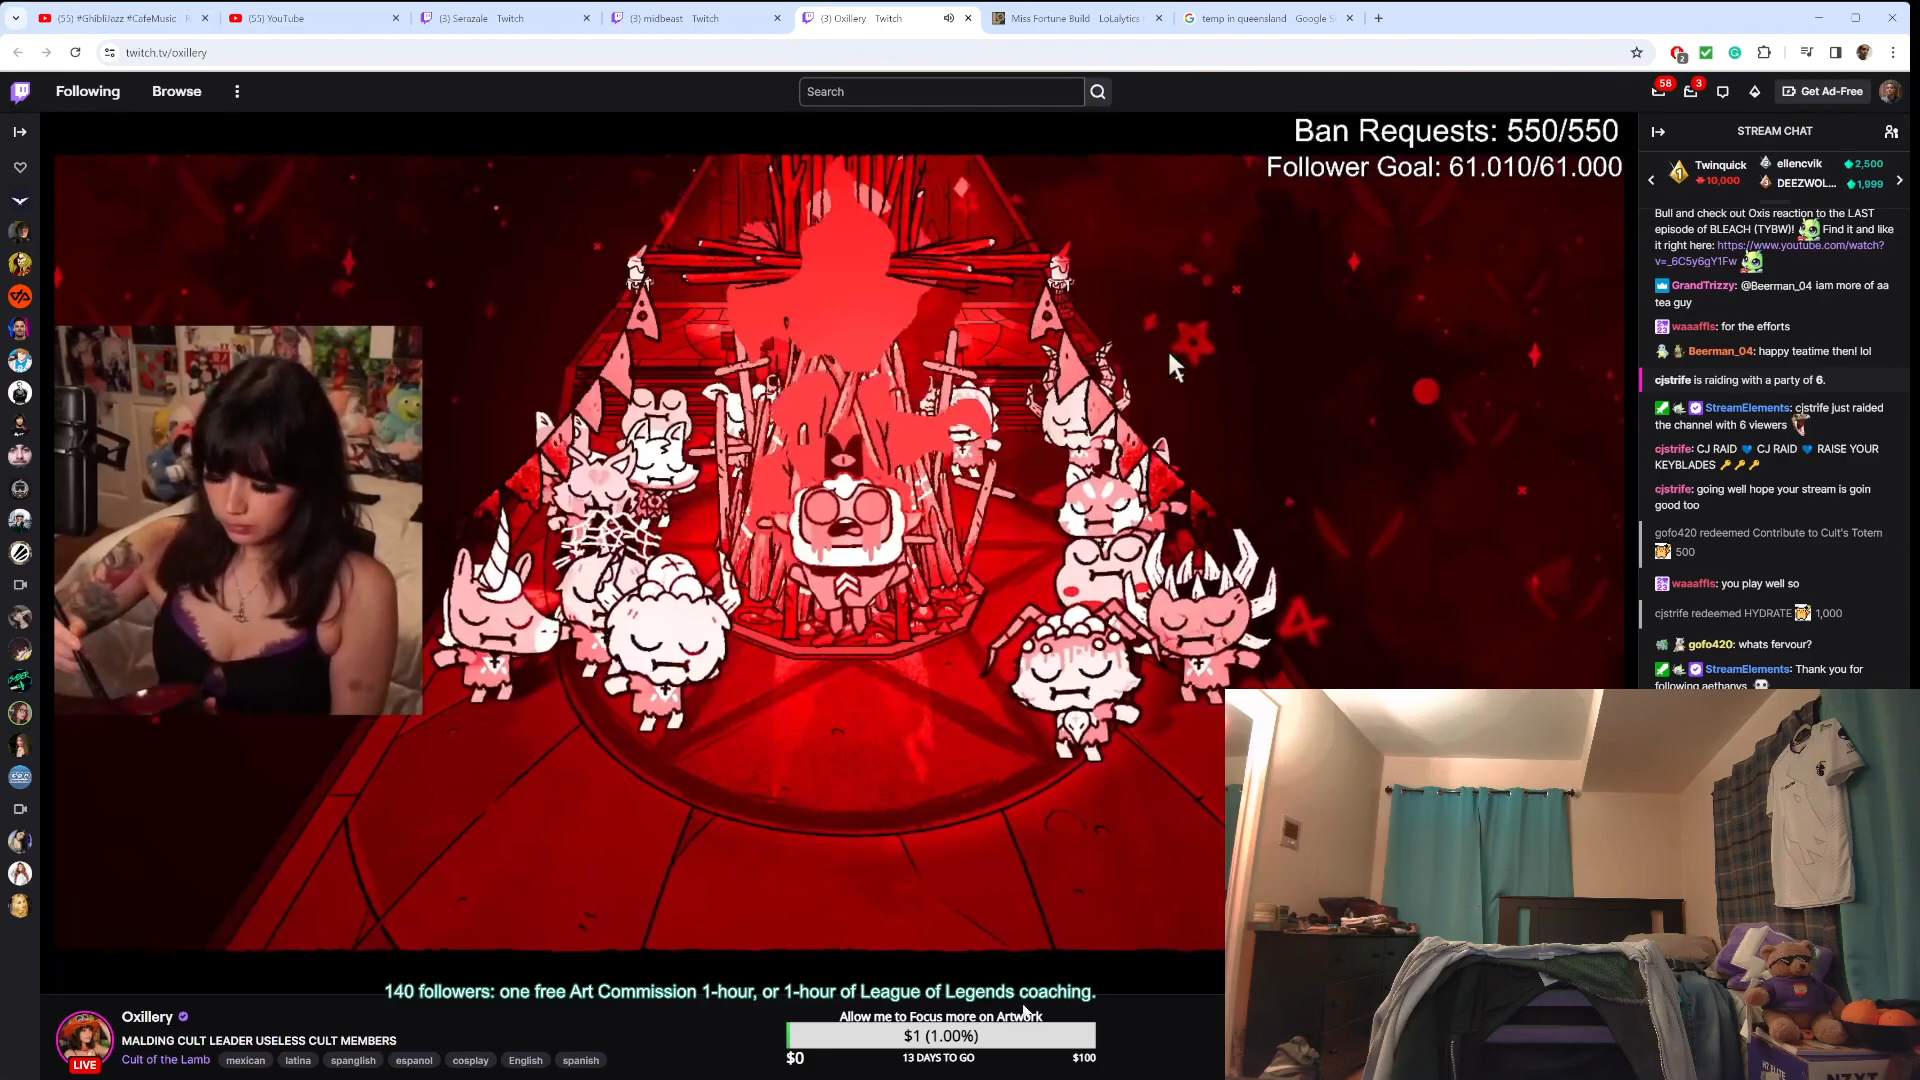 (55) #GhibliJazz #CafeMusic
(55) YouTube
(3) Serazale Twitch
(3) midbeast Twitch
(3) Oxillery Twitch
Miss Fortune Build LoLalytics
temp in queensland Google S
twitch.tv/oxillery
2
Following
Browse
Search
58
3
Get Ad-Free
Ban Requests: 550/550
Follower Goal: 61.010/61.000
STREAM CHAT
1 Twinquick
10,000
ellencvik 2,500
DEEZWOL... 1,999
Bull and check out Oxis reaction to the LAST
episode of BLEACH (TYBW)! Find it and like
it right here: https://www.youtube.com/watch?
v=_6C5y6gY1Fw
GrandTrizzy: @Beerman_04 iam more of aa
tea guy
waaaffls: for the efforts
Beerman_04: happy teatime then! lol
cjstrife is raiding with a party of 6.
StreamElements: cjstrife just raided
the channel with 6 viewers
cjstrife: CJ RAID 💙 CJ RAID 💙 RAISE YOUR
KEYBLADES 🔑🔑🔑
cjstrife: going well hope your stream is goin
good too
gofo420 redeemed Contribute to Cult's Totem
500
waaaffls: you play well so
cjstrife redeemed HYDRATE 1,000
gofo420: whats fervour?
StreamElements: Thank you for
following aethanys
140 followers: one free Art Commission 1-hour, or 1-hour of League of Legends coaching.
Oxillery
MALDING CULT LEADER USELESS CULT MEMBERS
Cult of the Lamb mexican latina spanglish espanol cosplay English spanish
LIVE
Allow me to Focus more on Artwork
$1 (1.00%)
$0 13 DAYS TO GO $100
NZXT